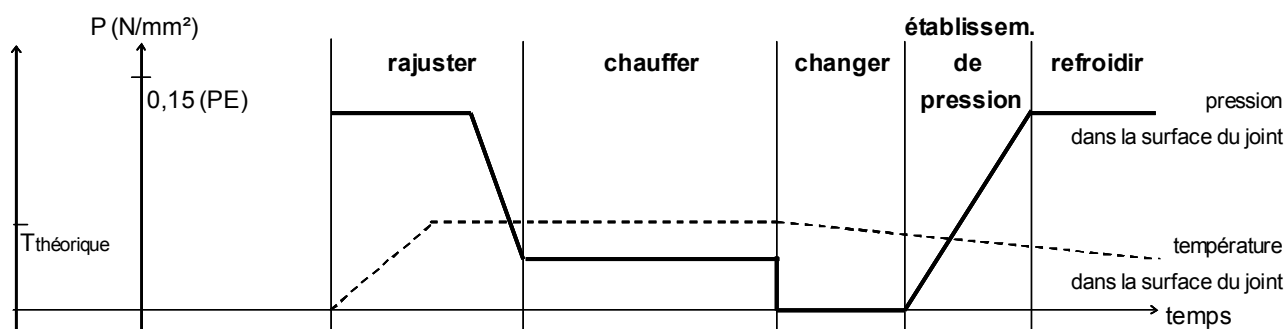 P (N/mm²)
0,15 (PE)
Tthéorique
rajuster
chauffer
changer
établissem.
de
pression
refroidir
pression
dans la surface du joint
température
dans la surface du joint
temps